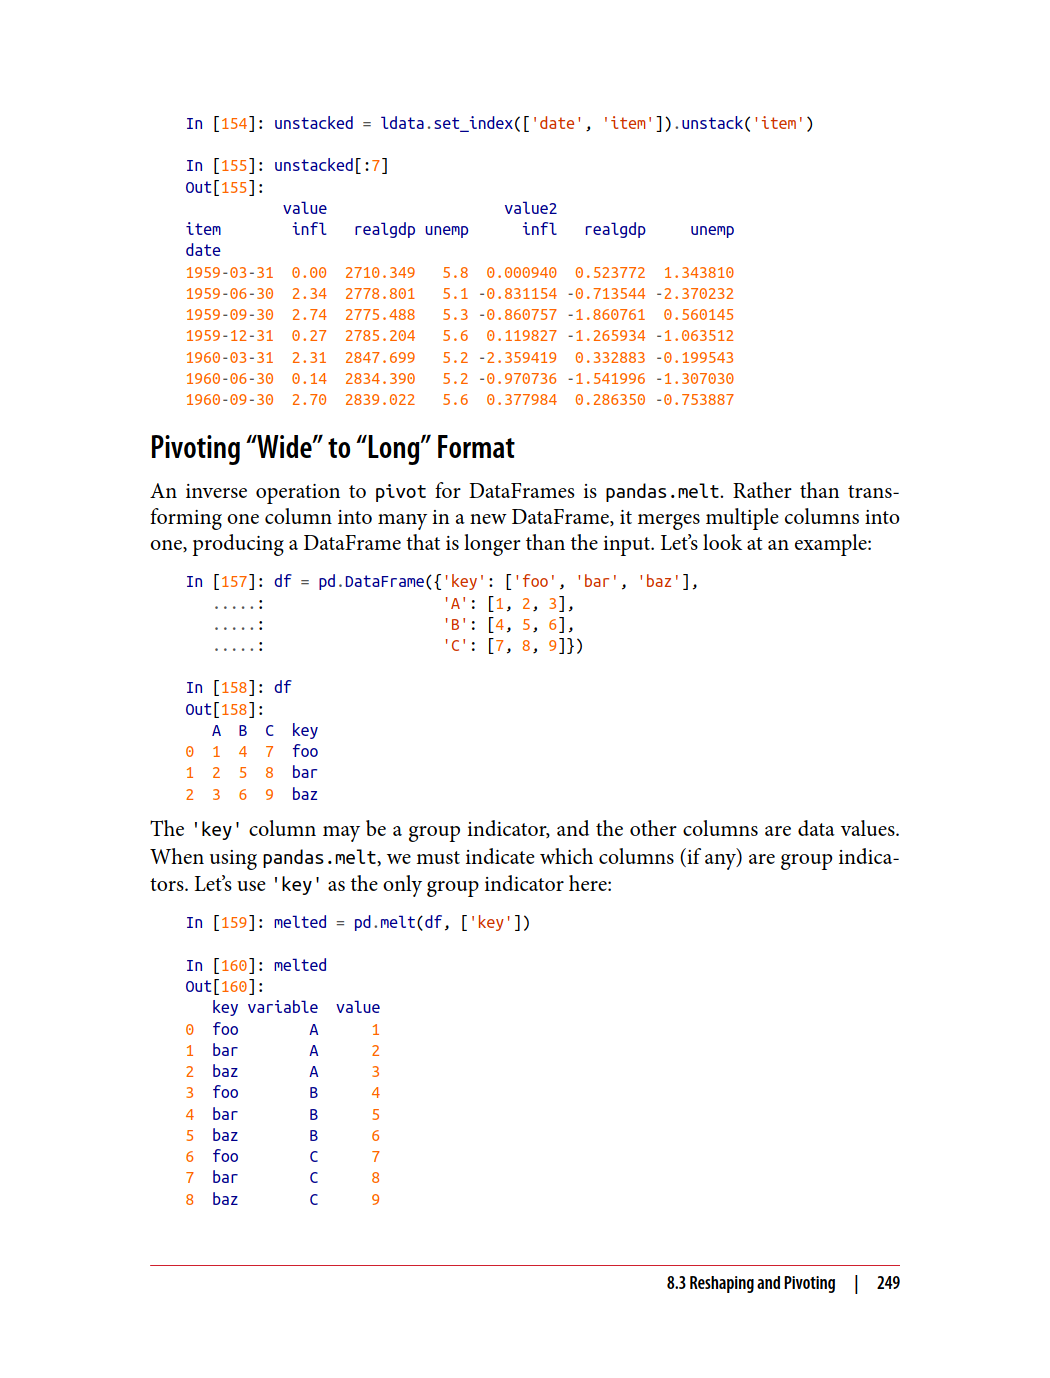 In [154]: unstacked = ldata.set_index(['date', 'item']).unstack('item')
In [155]: unstacked[:7]
Out[155]:
value value2
item infl realgdp unemp infl realgdp unemp
date
1959-03-31 0.00 2710.349 5.8 0.000940 0.523772 1.343810
1959-06-30 2.34 2778.801 5.1 -0.831154 -0.713544 -2.370232
1959-09-30 2.74 2775.488 5.3 -0.860757 -1.860761 0.560145
1959-12-31 0.27 2785.204 5.6 0.119827 -1.265934 -1.063512
1960-03-31 2.31 2847.699 5.2 -2.359419 0.332883 -0.199543
1960-06-30 0.14 2834.390 5.2 -0.970736 -1.541996 -1.307030
1960-09-30 2.70 2839.022 5.6 0.377984 0.286350 -0.753887
Pivoting “Wide” to “Long” Format
An inverse operation to pivot for DataFrames is pandas.melt. Rather than trans-
forming one column into many in a new DataFrame, it merges multiple columns into
one, producing a DataFrame that is longer than the input. Let’s look at an example:
In [157]: df = pd.DataFrame({'key': ['foo', 'bar', 'baz'],
.....: 'A': [1, 2, 3],
.....: 'B': [4, 5, 6],
.....: 'C': [7, 8, 9]})
In [158]: df
Out[158]:
A B C key
0 1 4 7 foo
1 2 5 8 bar
2 3 6 9 baz
The 'key' column may be a group indicator, and the other columns are data values.
When using pandas.melt, we must indicate which columns (if any) are group indica-
tors. Let’s use 'key' as the only group indicator here:
In [159]: melted = pd.melt(df, ['key'])
In [160]: melted
Out[160]:
key variable value
0 foo A 1
1 bar A 2
2 baz A 3
3 foo B 4
4 bar B 5
5 baz B 6
6 foo C 7
7 bar C 8
8 baz C 9
8.3 Reshaping and Pivoting | 249